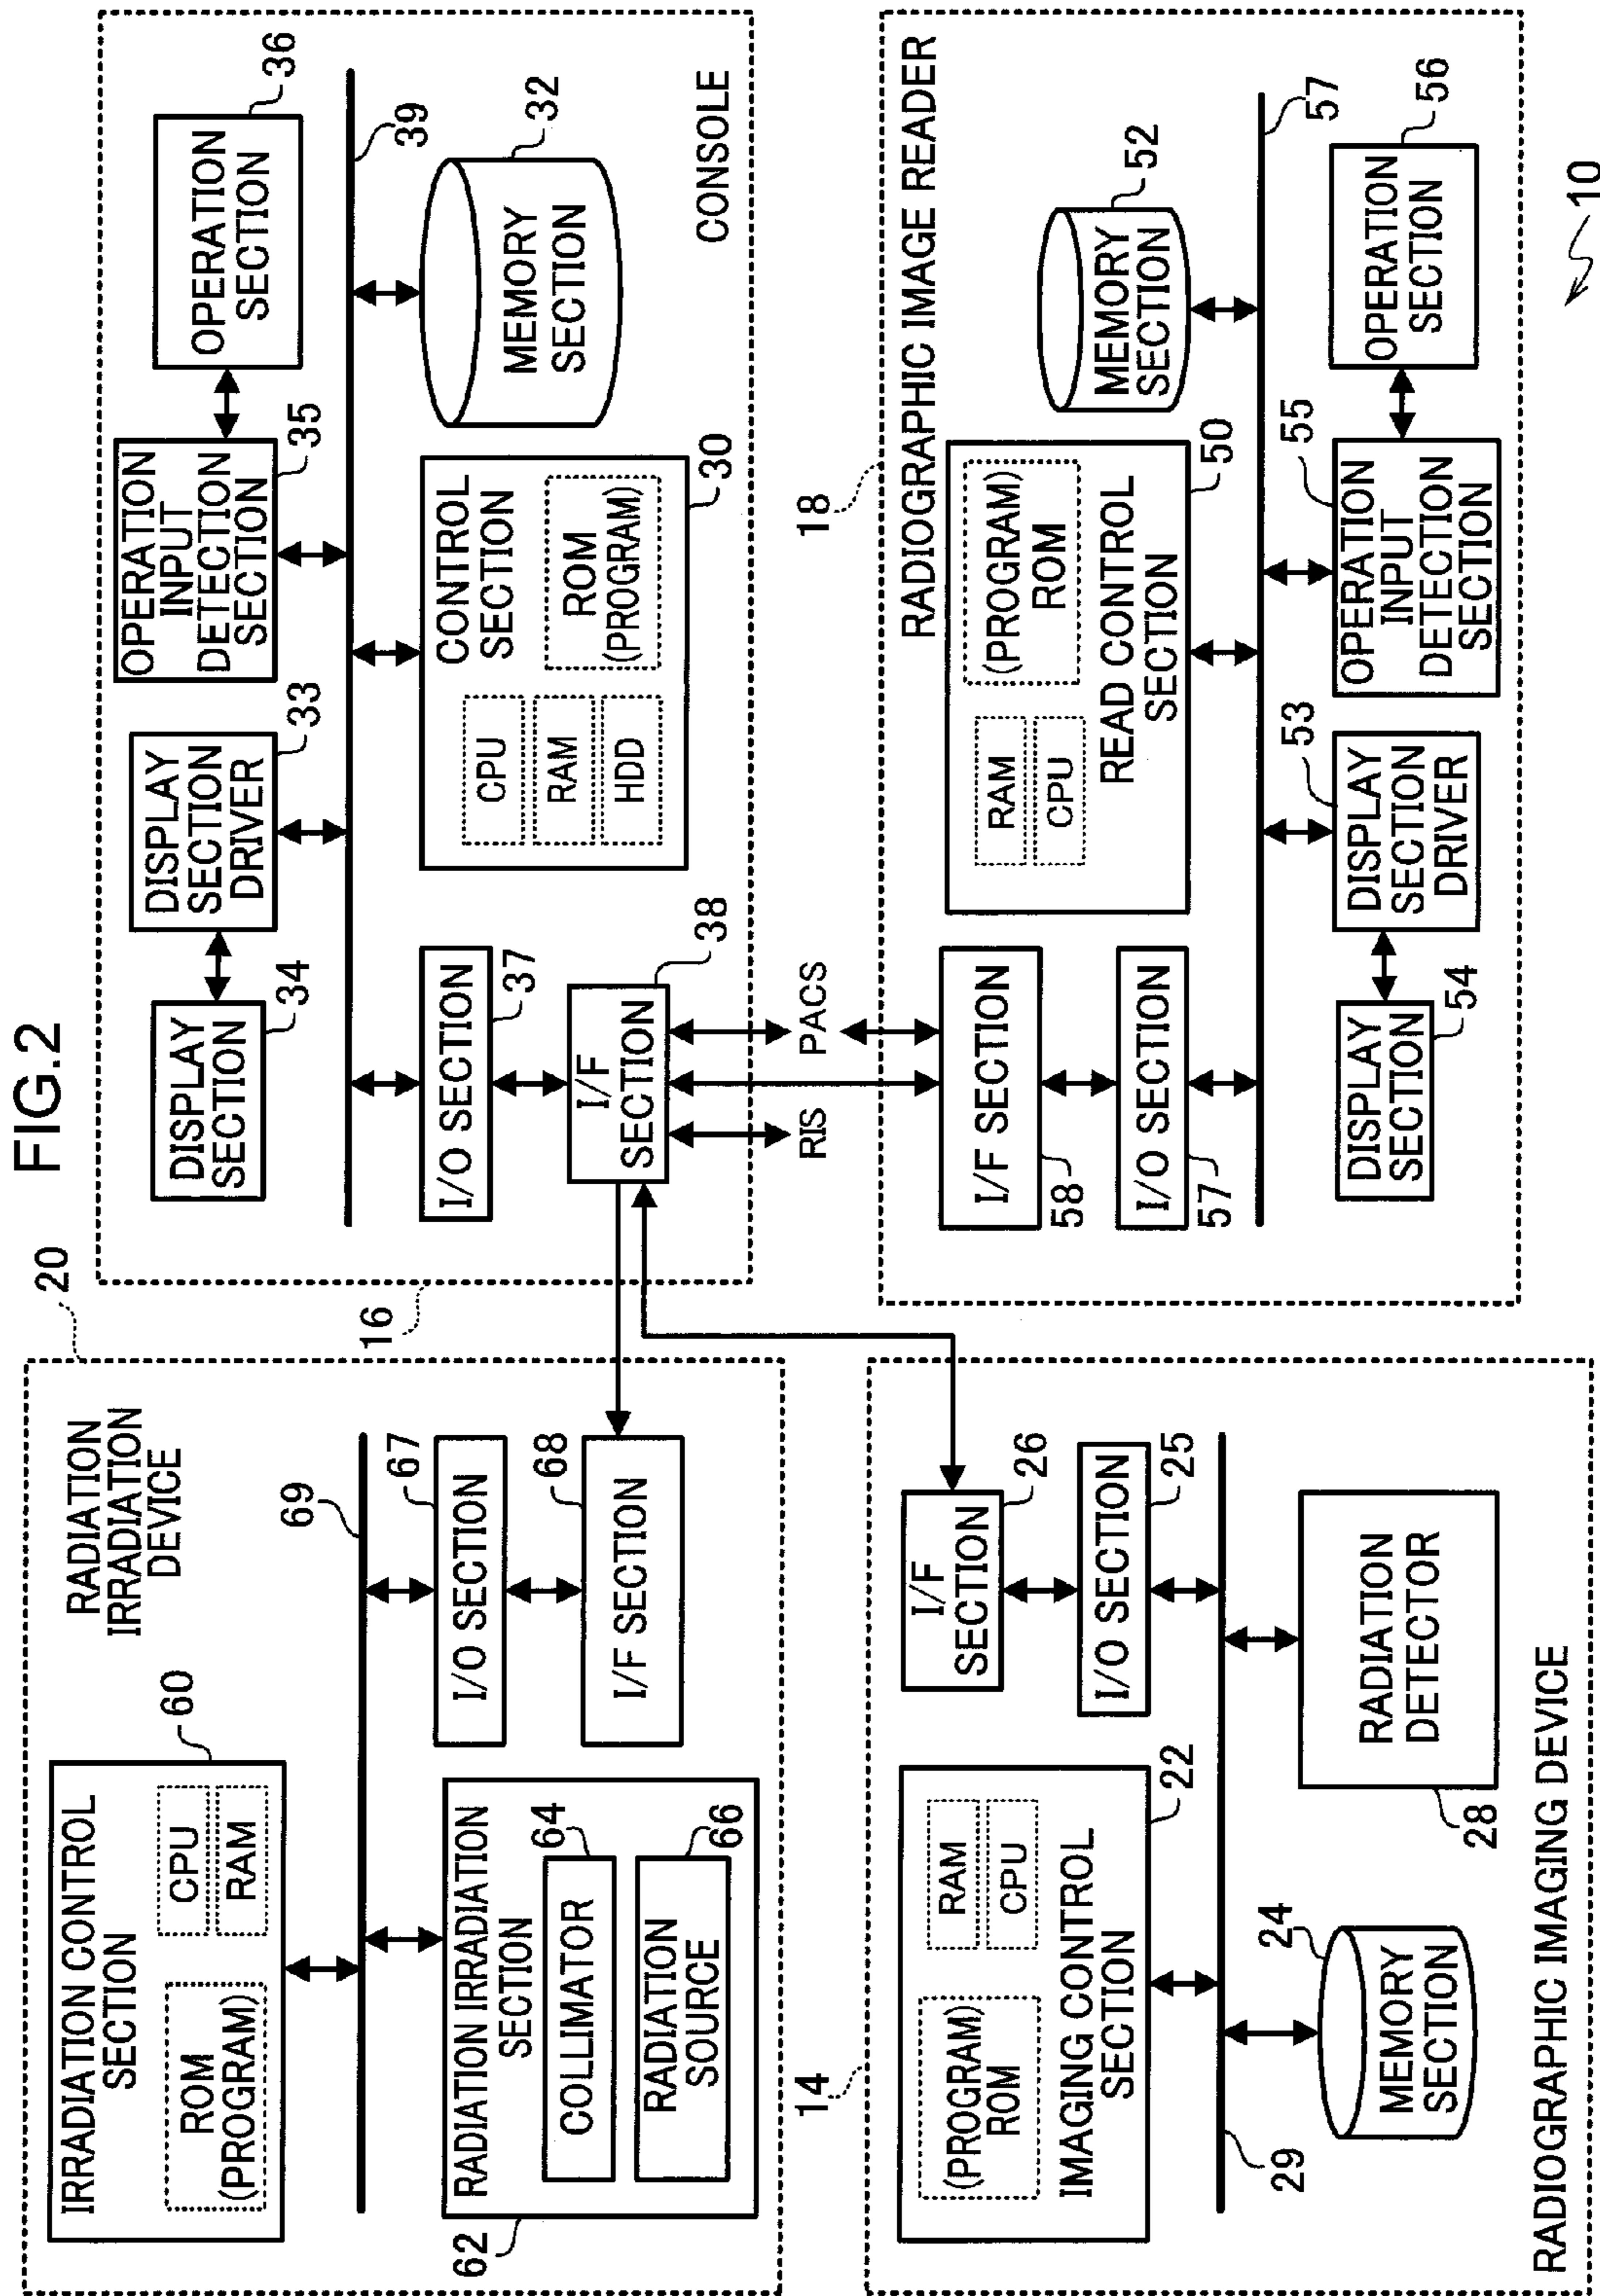 FIG.2
20
RADIATION
IRRADIATION
DEVICE
IRRADIATION CONTROL
SECTION
60
ROM
(PROGRAM)
CPU
RAM
69
RADIATION IRRADIATION
SECTION
62
COLLIMATOR
64
RADIATION
SOURCE
66
I/O SECTION
67
I/F SECTION
68
16
CONSOLE
DISPLAY
SECTION
34
DISPLAY
SECTION
DRIVER
33
OPERATION
INPUT
DETECTION
SECTION
35
OPERATION
SECTION
36
39
I/O SECTION
37
I/F
SECTION
38
CONTROL
SECTION
30
CPU
RAM
HDD
ROM
(PROGRAM)
MEMORY
SECTION
32
RIS
PACS
14
RADIOGRAPHIC IMAGING DEVICE
(PROGRAM)
ROM
RAM
CPU
IMAGING CONTROL
SECTION
22
I/F
SECTION
26
I/O SECTION
25
29
MEMORY
SECTION
24
RADIATION
DETECTOR
28
18
RADIOGRAPHIC IMAGE READER
I/F SECTION
58
I/O SECTION
57
RAM
CPU
(PROGRAM)
ROM
READ CONTROL
SECTION
50
MEMORY
SECTION
52
57
DISPLAY
SECTION
54
DISPLAY
SECTION
DRIVER
53
OPERATION
INPUT
DETECTION
SECTION
55
OPERATION
SECTION
56
10